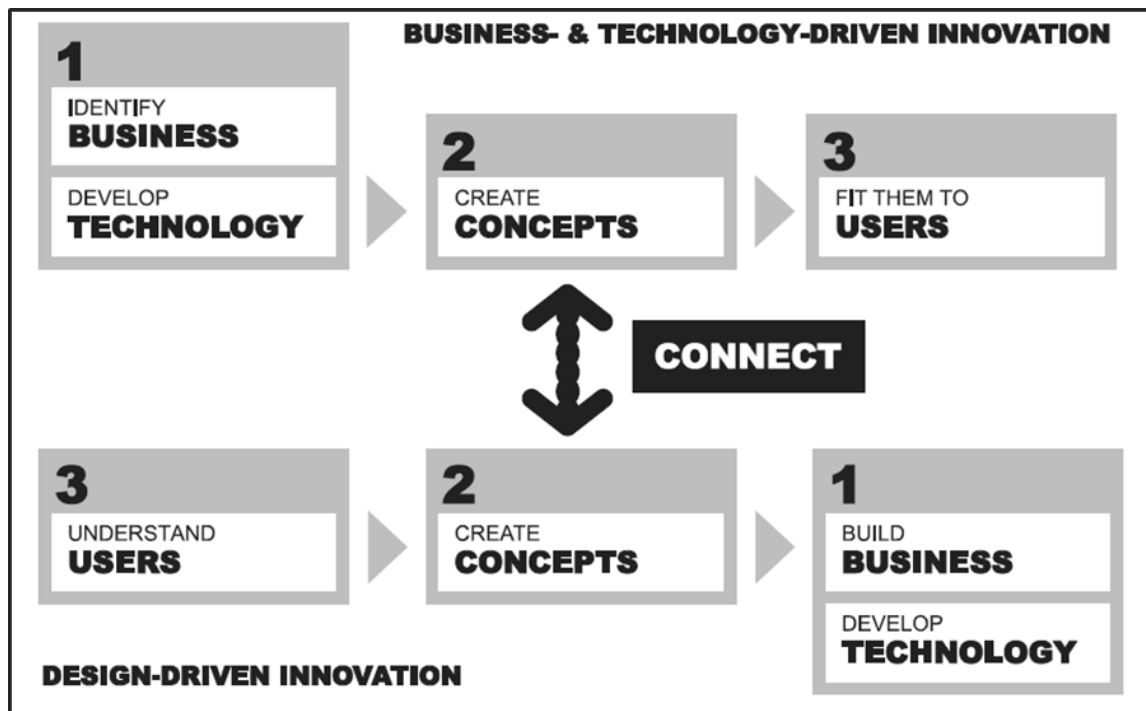 BUSINESS- & TECHNOLOGY-DRIVEN INNOVATION
1
IDENTIFY
BUSINESS
DEVELOP
TECHNOLOGY
2
CREATE
CONCEPTS
3
FIT THEM TO
USERS
CONNECT
3
UNDERSTAND
USERS
2
CREATE
CONCEPTS
1
BUILD
BUSINESS
DEVELOP
TECHNOLOGY
DESIGN-DRIVEN INNOVATION